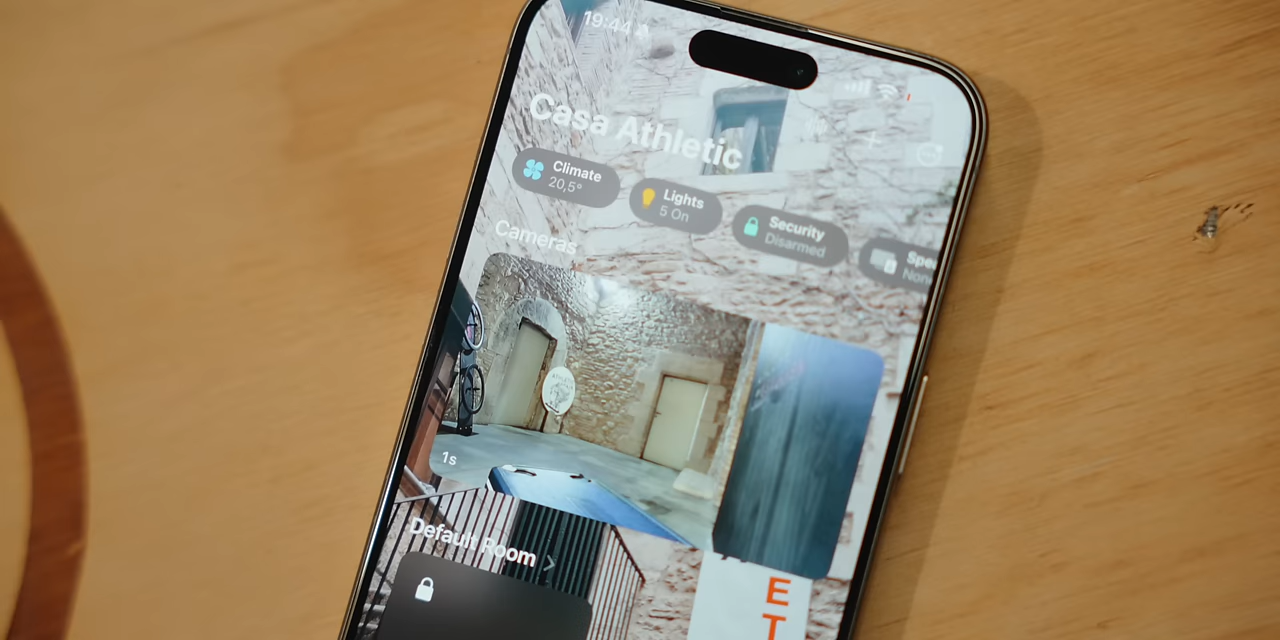 19:44
Casa Athletic
Climate
20,5°
Lights
5 On
Security
Disarmed
Cameras
1s
Default Room
E
T